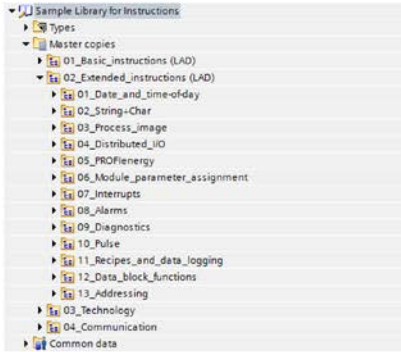 Sample Library for Instructions
Types
Master copies
01_Basic_instructions (LAD)
02_Extended_instructions (LAD)
01_Date_and_time-of-day
02_String+Char
03_Process_image
04_Distributed_I/O
05_PROFIenergy
06_Module_parameter_assignment
07_Interrupts
08_Alarms
09_Diagnostics
10_Pulse
11_Recipes_and_data_logging
12_Data_block_functions
13_Addressing
03_Technology
04_Communication
Common data